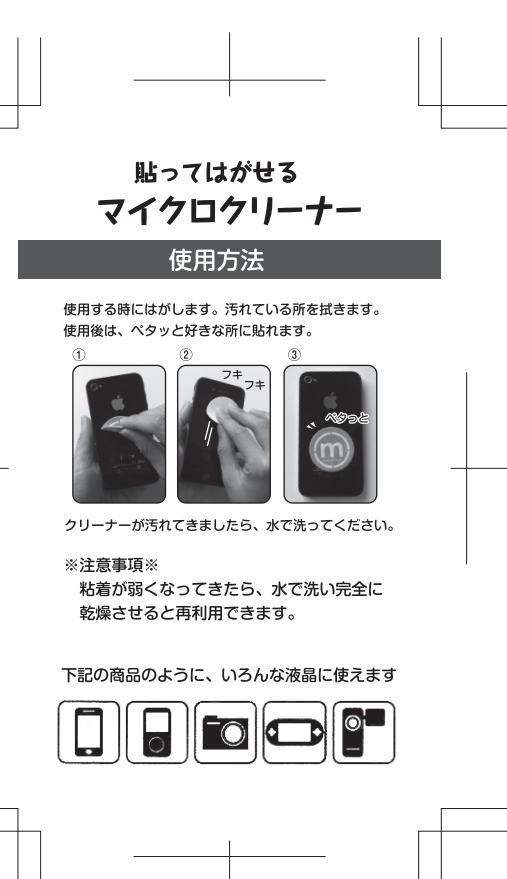 貼ってはがせる
マイクロクリーナー
使用方法
使用する時にはがします。汚れている所を拭きます。
使用後は、ペタッと好きな所に貼れます。
① ② ③
フキ
フキ
ペタっと
m
クリーナーが汚れてきましたら、水で洗ってください。
※注意事項※
粘着が弱くなってきたら、水で洗い完全に
乾燥させると再利用できます。
下記の商品のように、いろんな液晶に使えます